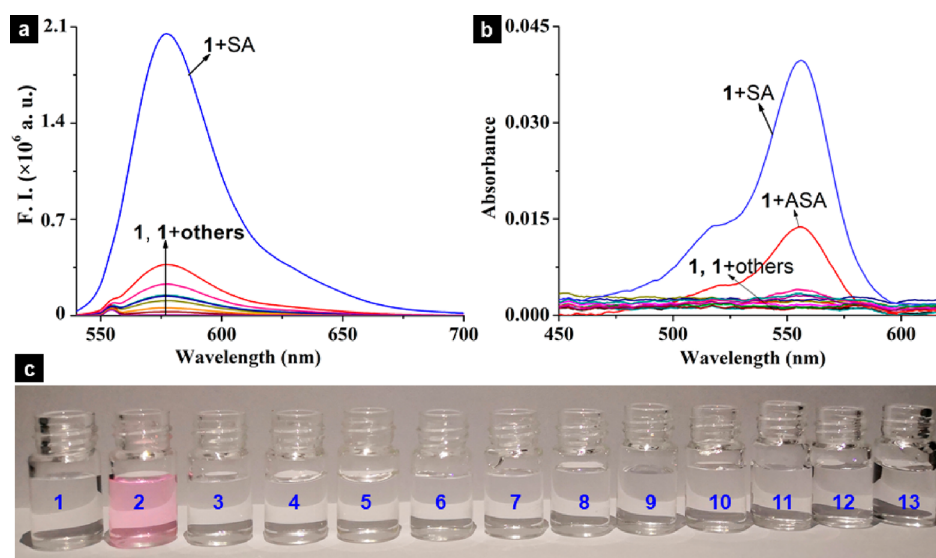 a
2.1
1.4
0.7
0
F. I. (×10⁶ a. u.)
1+SA
1, 1+others
550 600 650 700
Wavelength (nm)
b
0.045
0.030
0.015
0.000
Absorbance
1+SA
1+ASA
1, 1+others
450 500 550 600
Wavelength (nm)
c
1 2 3 4 5 6 7 8 9 10 11 12 13